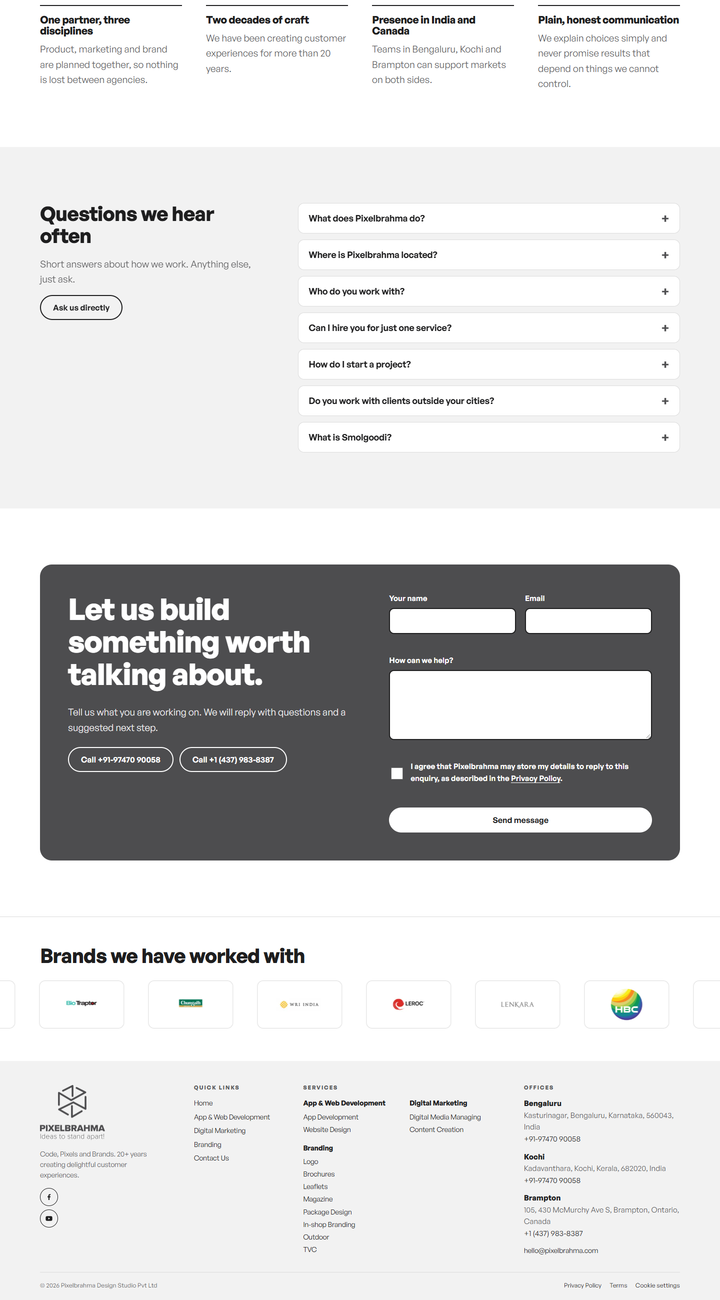 One partner, three
disciplines
Product, marketing and brand
are planned together, so nothing
is lost between agencies.
Two decades of craft
We have been creating customer
experiences for more than 20
years.
Presence in India and
Canada
Teams in Bengaluru, Kochi and
Brampton can support markets
on both sides.
Plain, honest communication
We explain choices simply and
never promise results that
depend on things we cannot
control.
Questions we hear
often
Short answers about how we work. Anything else,
just ask.
Ask us directly
What does Pixelbrahma do? +
Where is Pixelbrahma located? +
Who do you work with? +
Can I hire you for just one service? +
How do I start a project? +
Do you work with clients outside your cities? +
What is Smolgoodi? +
Let us build
something worth
talking about.
Tell us what you are working on. We will reply with questions and a
suggested next step.
Call +91-97470 90058
Call +1 (437) 983-8387
Your name
Email
How can we help?
I agree that Pixelbrahma may store my details to reply to this
enquiry, as described in the Privacy Policy.
Send message
Brands we have worked with
BioTrapter
WRI INDIA
LEROC
LENKARA
HBC
PIXELBRAHMA
Ideas to stand apart!
Code, Pixels and Brands. 20+ years
creating delightful customer
experiences.
QUICK LINKS
Home
App & Web Development
Digital Marketing
Branding
Contact Us
SERVICES
App & Web Development
App Development
Website Design
Branding
Logo
Brochures
Leaflets
Magazine
Package Design
In-shop Branding
Outdoor
TVC
Digital Marketing
Digital Media Managing
Content Creation
OFFICES
Bengaluru
Kasturinagar, Bengaluru, Karnataka, 560043,
India
+91-97470 90058
Kochi
Kadavanthara, Kochi, Kerala, 682020, India
+91-97470 90058
Brampton
105, 430 McMurchy Ave S, Brampton, Ontario,
Canada
+1 (437) 983-8387
hello@pixelbrahma.com
© 2026 Pixelbrahma Design Studio Pvt Ltd
Privacy Policy
Terms
Cookie settings